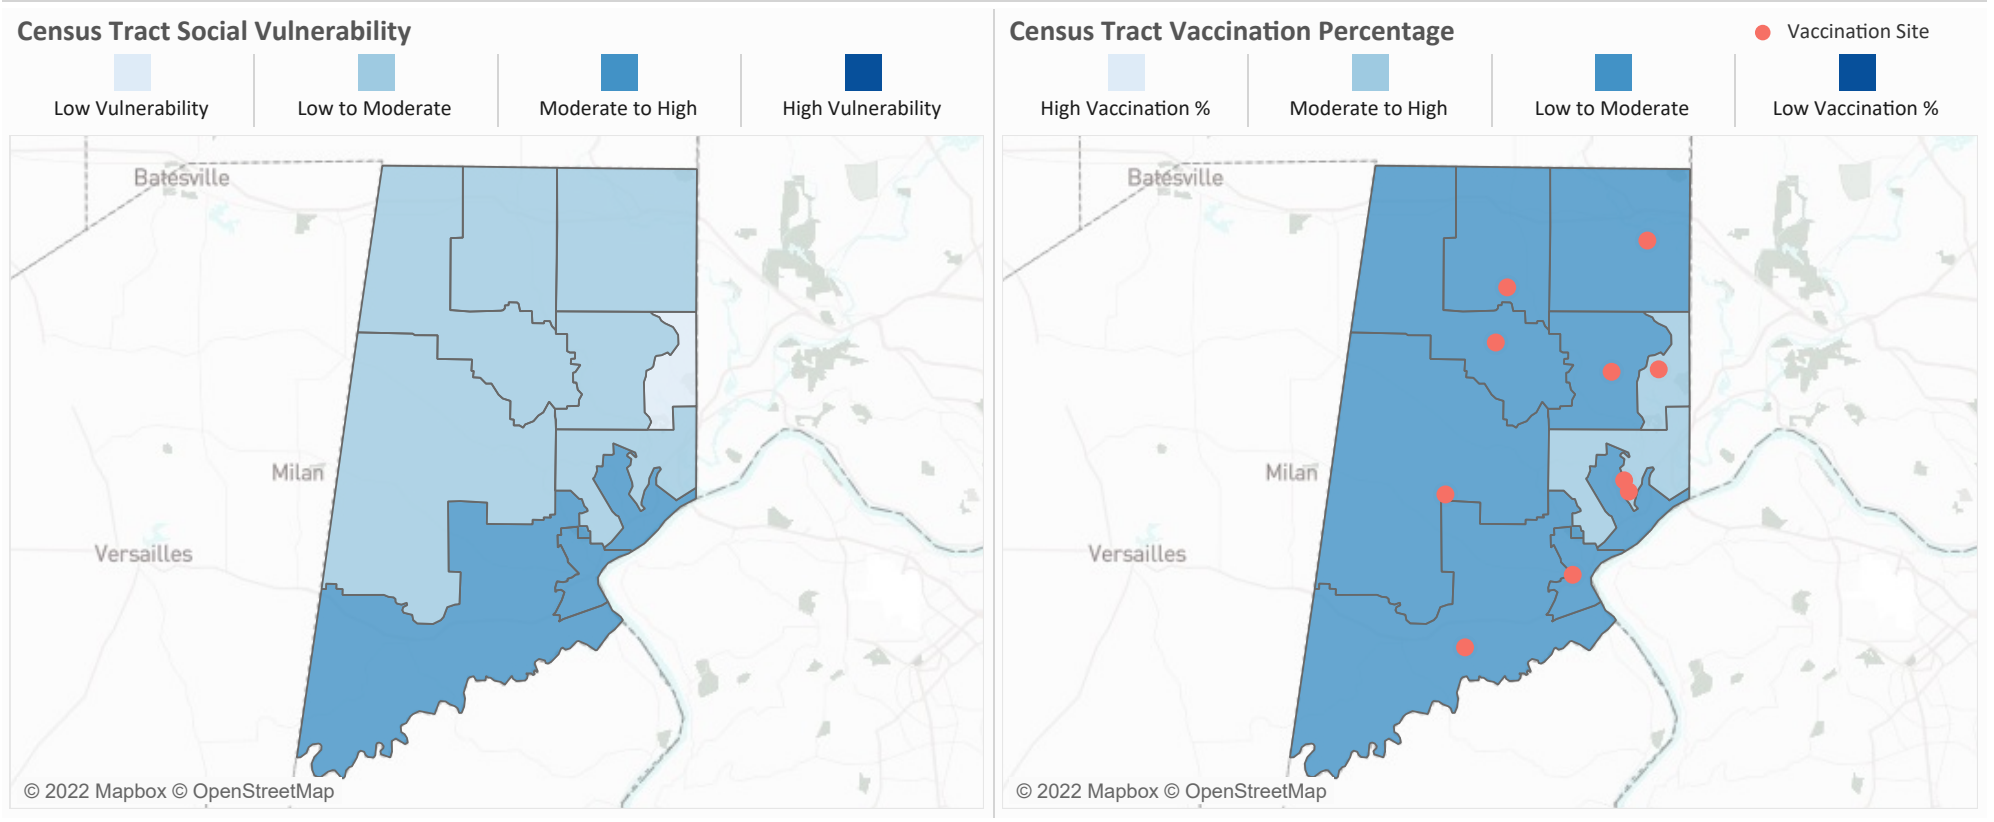 Census Tract Social Vulnerability
Low Vulnerability
Low to Moderate
Moderate to High
High Vulnerability
Batesville
Milan
Versailles
© 2022 Mapbox © OpenStreetMap
Census Tract Vaccination Percentage
Vaccination Site
High Vaccination %
Moderate to High
Low to Moderate
Low Vaccination %
Batesville
Milan
Versailles
© 2022 Mapbox © OpenStreetMap